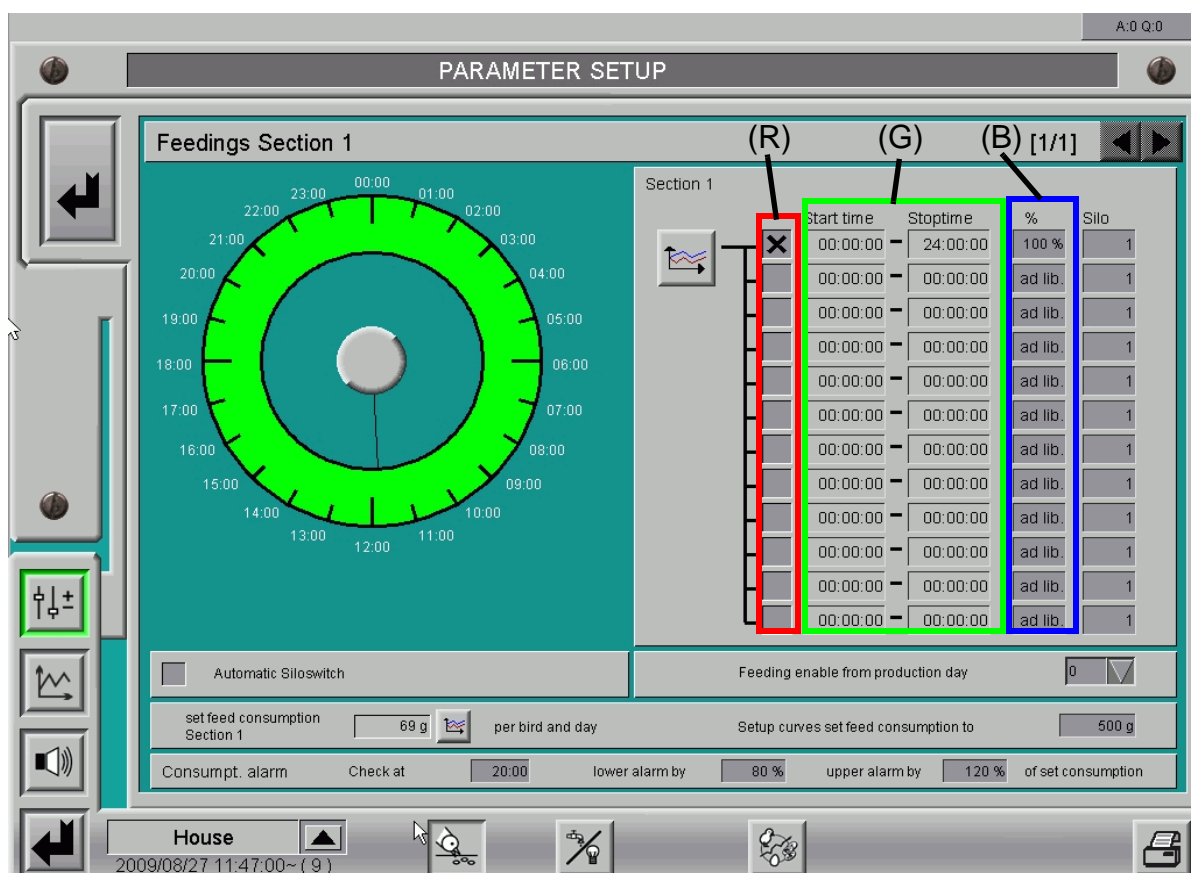 A:0 Q:0
PARAMETER SETUP
Feedings Section 1
(R) (G) (B) [1/1]
00:00
01:00
02:00
03:00
04:00
05:00
06:00
07:00
08:00
09:00
10:00
11:00
12:00
13:00
14:00
15:00
16:00
17:00
18:00
19:00
20:00
21:00
22:00
23:00
Section 1
Start time Stoptime % Silo
00:00:00 - 24:00:00 100 % 1
00:00:00 - 00:00:00 ad lib. 1
00:00:00 - 00:00:00 ad lib. 1
00:00:00 - 00:00:00 ad lib. 1
00:00:00 - 00:00:00 ad lib. 1
00:00:00 - 00:00:00 ad lib. 1
00:00:00 - 00:00:00 ad lib. 1
00:00:00 - 00:00:00 ad lib. 1
00:00:00 - 00:00:00 ad lib. 1
00:00:00 - 00:00:00 ad lib. 1
00:00:00 - 00:00:00 ad lib. 1
00:00:00 - 00:00:00 ad lib. 1
Automatic Siloswitch
Feeding enable from production day 0
set feed consumption
Section 1
69 g per bird and day
Setup curves set feed consumption to 500 g
Consumpt. alarm Check at 20:00 lower alarm by 80 % upper alarm by 120 % of set consumption
House
2009/08/27 11:47:00~ ( 9 )